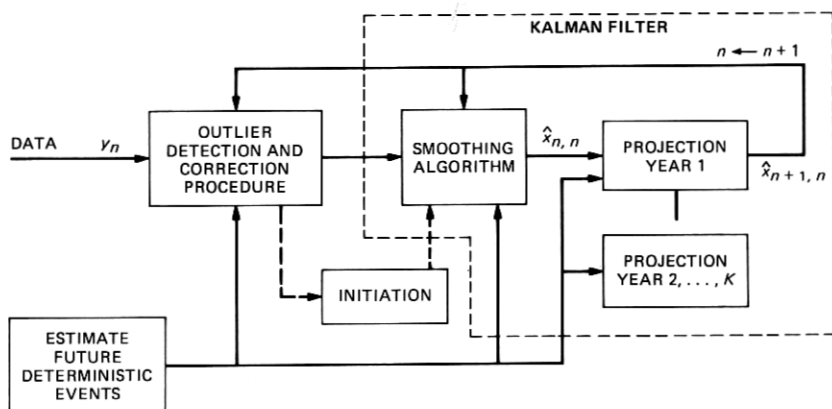 KALMAN FILTER
n ← n + 1
DATA
yₙ
OUTLIER
DETECTION AND
CORRECTION
PROCEDURE
SMOOTHING
ALGORITHM
x̂ₙ, ₙ
PROJECTION
YEAR 1
x̂ₙ₊₁, ₙ
INITIATION
PROJECTION
YEAR 2, . . . , K
ESTIMATE
FUTURE
DETERMINISTIC
EVENTS